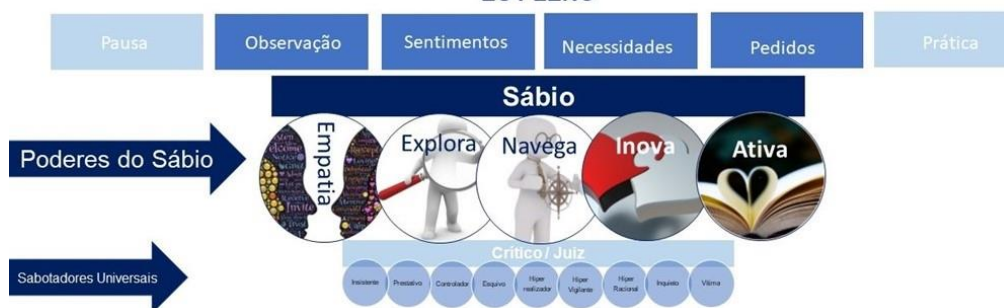 Pausa
Observação
Sentimentos
Necessidades
Pedidos
Prática
Sábio
Poderes do Sábio
Empatia
Explora
Navega
Inova
Ativa
Crítico / Juiz
Sabotadores Universais
Insistente
Prestativo
Controlador
Esquivo
Hiper
realizador
Hiper
Vigilante
Hiper
Racional
Inquieto
Vítima